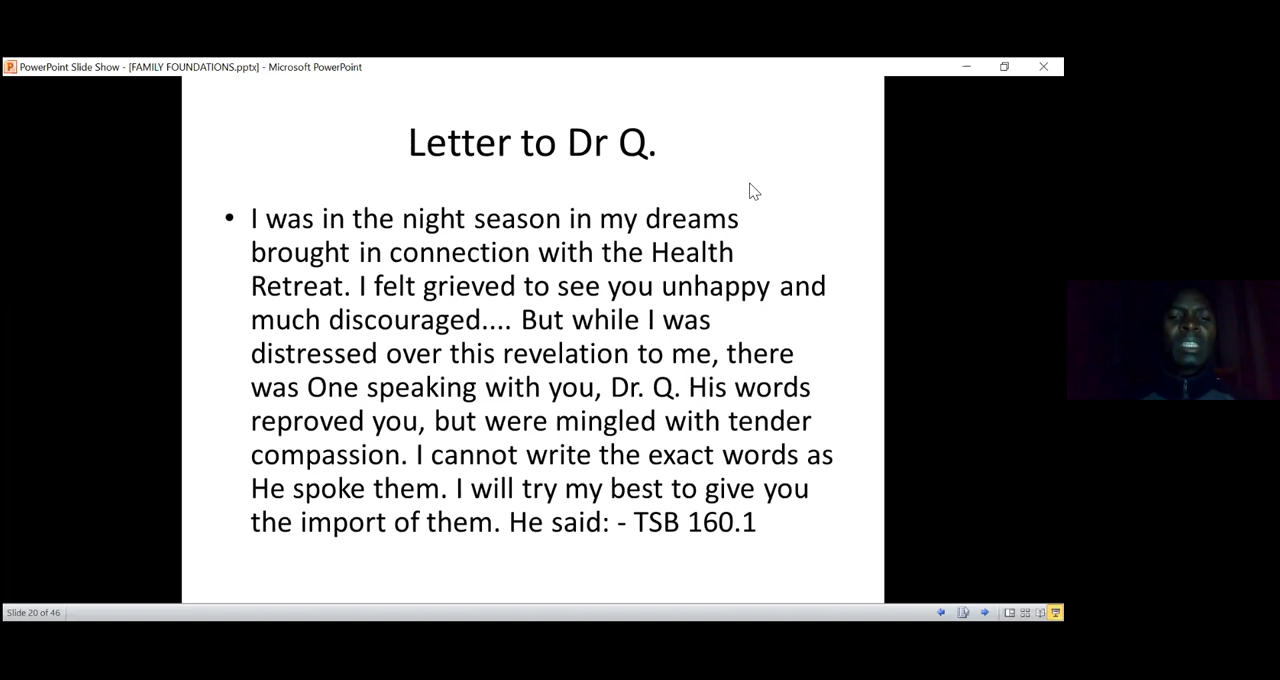 PowerPoint Slide Show - [FAMILY FOUNDATIONS.pptx] - Microsoft PowerPoint
Letter to Dr Q.
• I was in the night season in my dreams
brought in connection with the Health
Retreat. I felt grieved to see you unhappy and
much discouraged.... But while I was
distressed over this revelation to me, there
was One speaking with you, Dr. Q. His words
reproved you, but were mingled with tender
compassion. I cannot write the exact words as
He spoke them. I will try my best to give you
the import of them. He said: - TSB 160.1
Slide 20 of 46